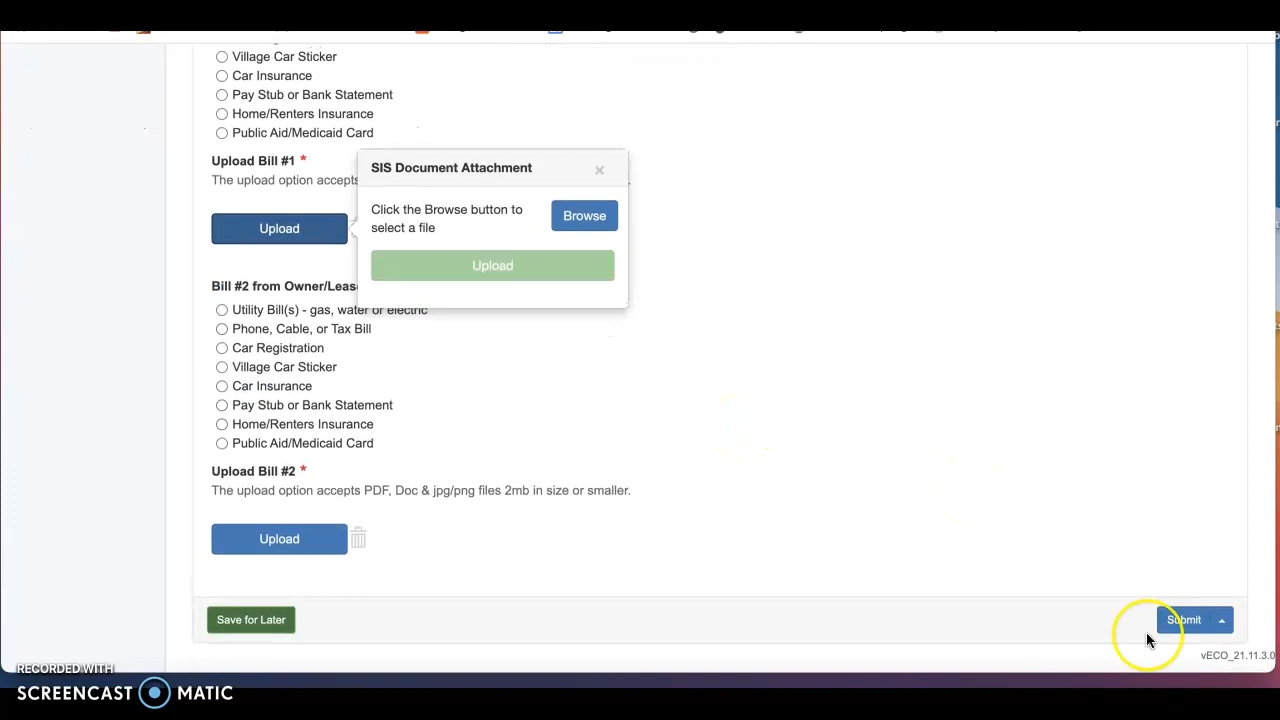 Village Car Sticker
Car Insurance
Pay Stub or Bank Statement
Home/Renters Insurance
Public Aid/Medicaid Card
Upload Bill #1 *
The upload option accepts
Upload
SIS Document Attachment ×
Click the Browse button to
select a file
Browse
Upload
Bill #2 from Owner/Leas
Utility Bill(s) - gas, water or electric
Phone, Cable, or Tax Bill
Car Registration
Village Car Sticker
Car Insurance
Pay Stub or Bank Statement
Home/Renters Insurance
Public Aid/Medicaid Card
Upload Bill #2 *
The upload option accepts PDF, Doc & jpg/png files 2mb in size or smaller.
Upload
Save for Later
Submit
vECO_21.11.3.0
RECORDED WITH
SCREENCAST MATIC